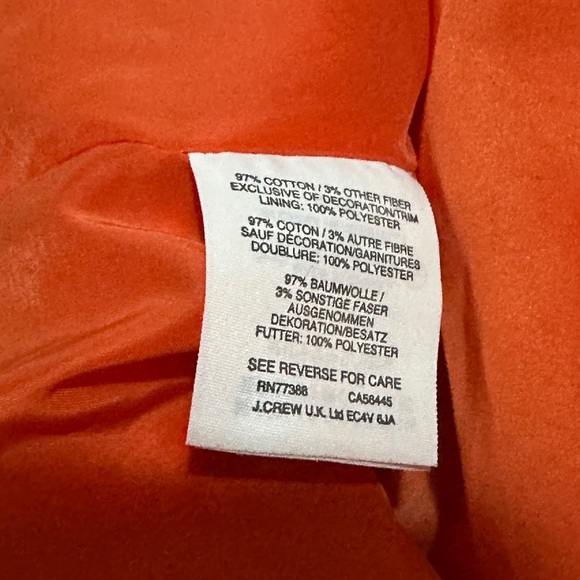 97% COTTON / 3% OTHER FIBER
EXCLUSIVE OF DECORATION/TRIM
LINING: 100% POLYESTER
97% COTON / 3% AUTRE FIBRE
SAUF DÉCORATION/GARNITURES
DOUBLURE: 100% POLYESTER
97% BAUMWOLLE /
3% SONSTIGE FASER
AUSGENOMMEN
DEKORATION/BESATZ
FUTTER: 100% POLYESTER
SEE REVERSE FOR CARE
RN77388 CA56445
J.CREW U.K. Ltd EC4V 6JA